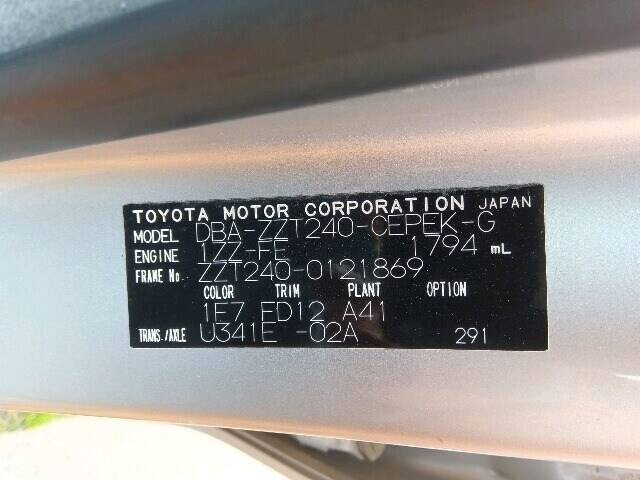 TOYOTA MOTOR CORPORATION JAPAN
MODEL DBA-ZZT240-CEPEK-G
ENGINE 1ZZ-FE 1794 mL
FRAME No. ZZT240-0121869
COLOR TRIM PLANT OPTION
1E7 FD12 A41
TRANS./AXLE U341E -02A 291